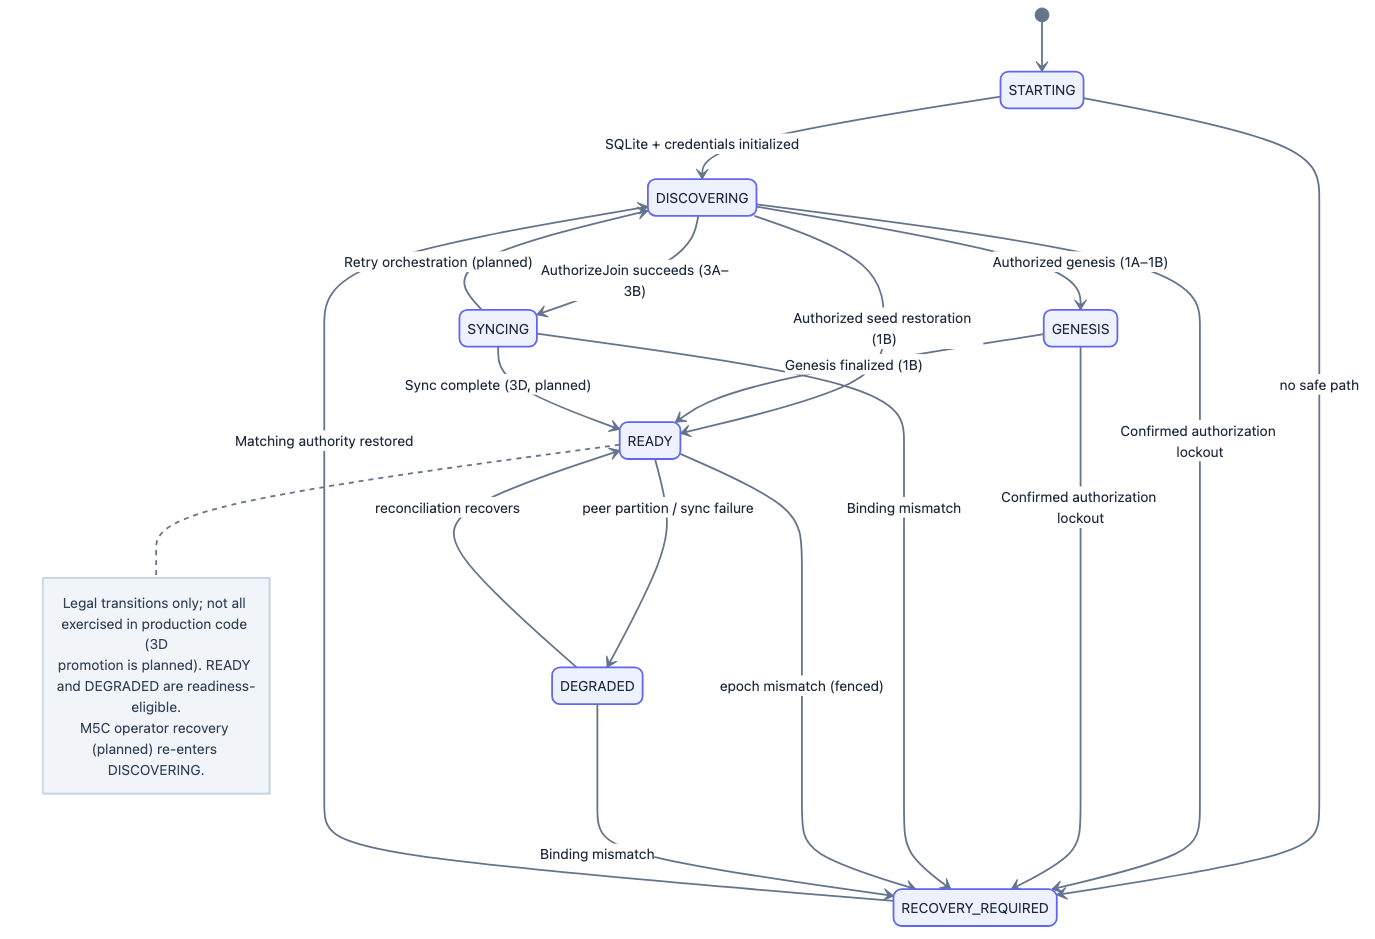 STARTING
SQLite + credentials initialized
DISCOVERING
Retry orchestration (planned)
AuthorizeJoin succeeds (3A–
3B)
Authorized genesis (1A–1B)
Authorized seed restoration
(1B)
SYNCING
GENESIS
Genesis finalized (1B)
Sync complete (3D, planned)
no safe path
READY
Matching authority restored
Confirmed authorization
lockout
reconciliation recovers
peer partition / sync failure
Binding mismatch
Confirmed authorization
lockout
Legal transitions only; not all
exercised in production code
(3D
promotion is planned). READY
and DEGRADED are readiness-
eligible.
M5C operator recovery
(planned) re-enters
DISCOVERING.
DEGRADED
epoch mismatch (fenced)
Binding mismatch
RECOVERY_REQUIRED